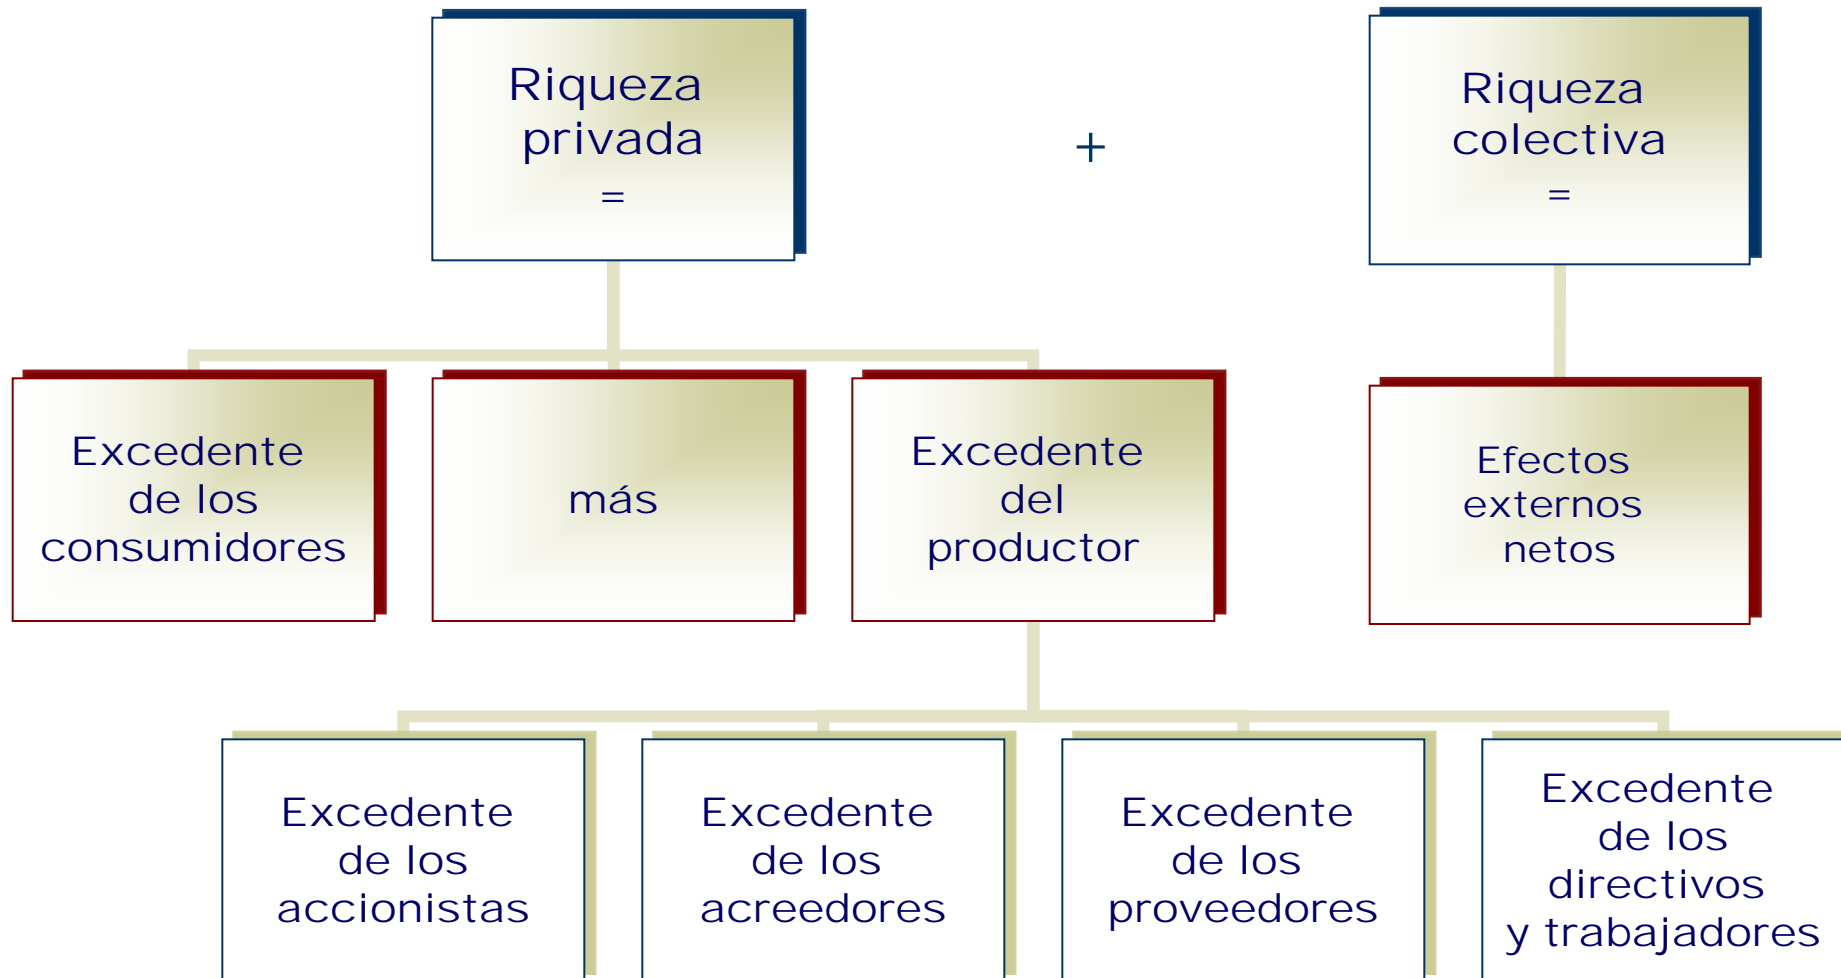 Riqueza
privada
=
+
Riqueza
colectiva
=
Excedente
de los
consumidores
más
Excedente
del
productor
Efectos
externos
netos
Excedente
de los
accionistas
Excedente
de los
acreedores
Excedente
de los
proveedores
Excedente
de los
directivos
y trabajadores